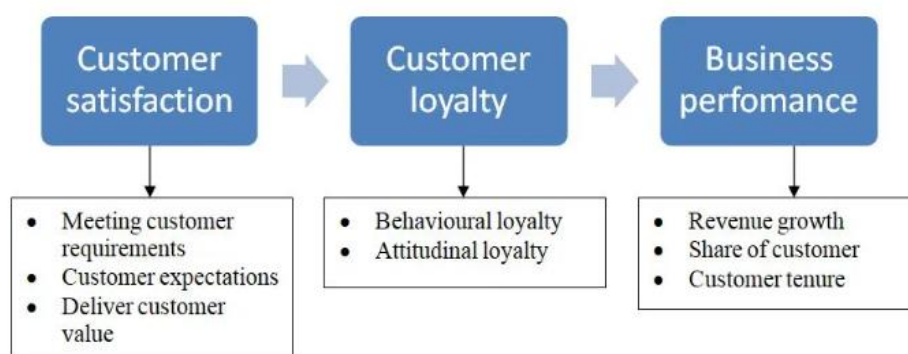 Customer
satisfaction
Customer
loyalty
Business
perfomance
• Meeting customer
requirements
• Customer expectations
• Deliver customer
value
• Behavioural loyalty
• Attitudinal loyalty
• Revenue growth
• Share of customer
• Customer tenure